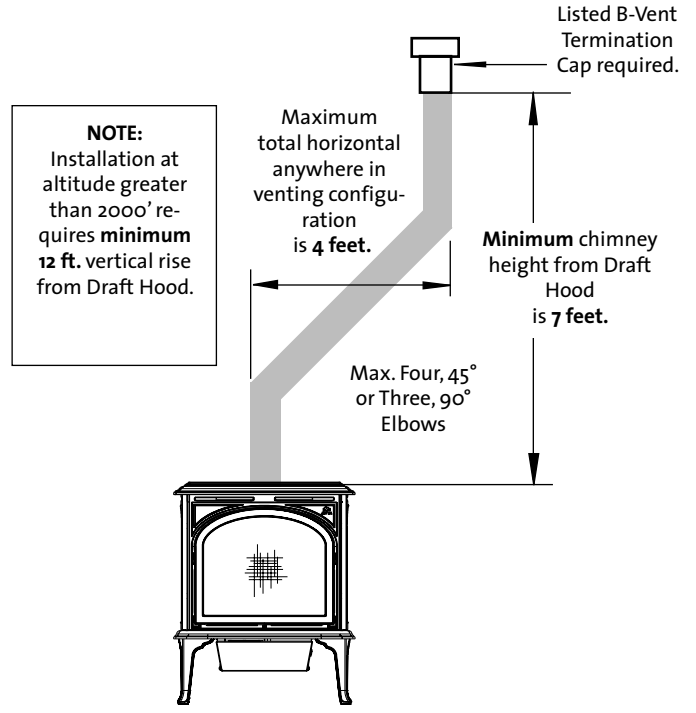 Listed B-Vent
Termination
Cap required.
NOTE:
Installation at
altitude greater
than 2000’ re-
quires minimum
12 ft. vertical rise
from Draft Hood.
Maximum
total horizontal
anywhere in
venting configu-
ration
is 4 feet.
Minimum chimney
height from Draft
Hood
is 7 feet.
Max. Four, 45°
or Three, 90°
Elbows